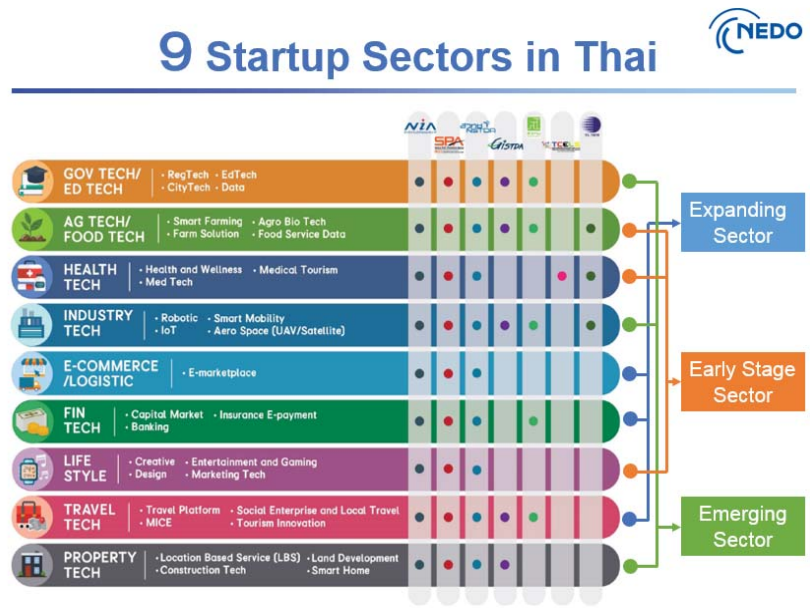 NEDO
9 Startup Sectors in Thai
NIA
SPA
NSTDA
GISTDA
TCELS
GOV TECH/
ED TECH
• RegTech • EdTech
• CityTech • Data
AG TECH/
FOOD TECH
• Smart Farming • Agro Bio Tech
• Farm Solution • Food Service Data
HEALTH
TECH
• Health and Wellness • Medical Tourism
• Med Tech
INDUSTRY
TECH
• Robotic • Smart Mobility
• IoT • Aero Space (UAV/Satellite)
E-COMMERCE
/LOGISTIC
• E-marketplace
FIN
TECH
• Capital Market • Insurance E-payment
• Banking
LIFE
STYLE
• Creative • Entertainment and Gaming
• Design • Marketing Tech
TRAVEL
TECH
• Travel Platform • Social Enterprise and Local Travel
• MICE • Tourism Innovation
PROPERTY
TECH
• Location Based Service (LBS) • Land Development
• Construction Tech • Smart Home
Expanding
Sector
Early Stage
Sector
Emerging
Sector